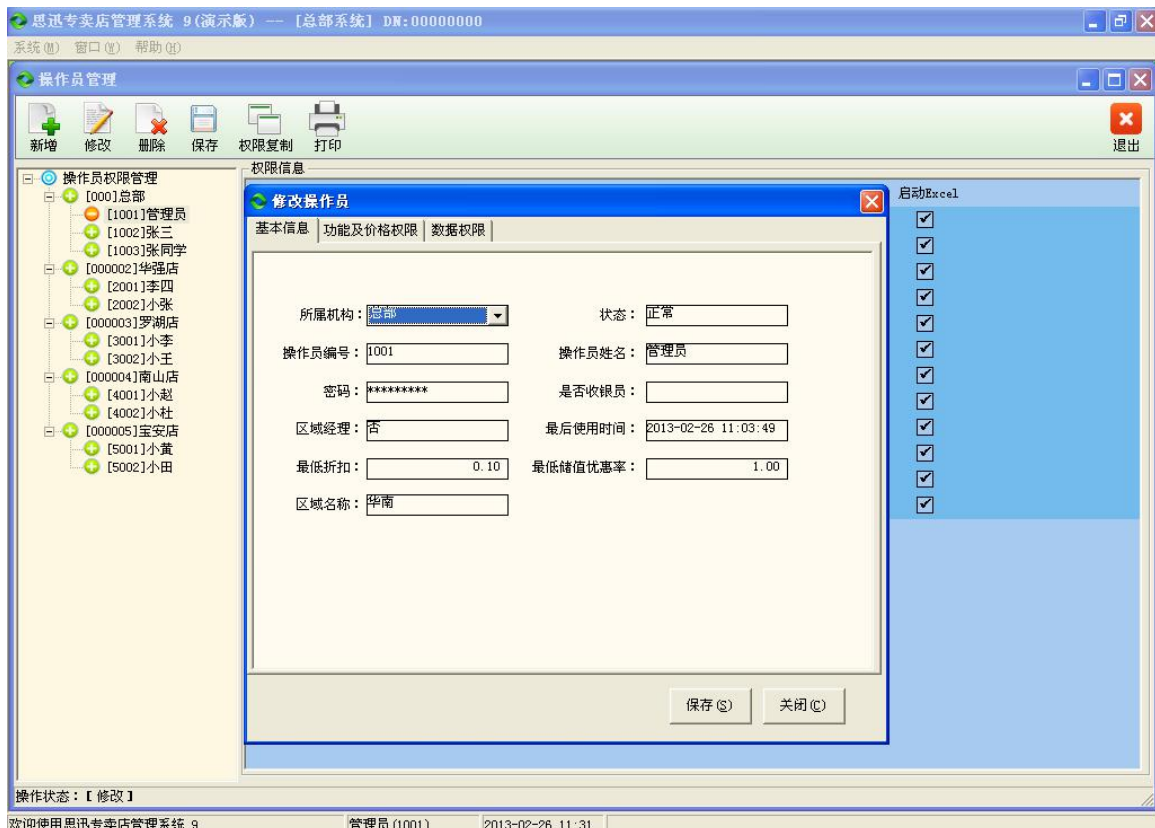 思迅专卖店管理系统 9(演示版) -- [总部系统] DN:00000000
系统(M) 窗口(W) 帮助(H)
操作员管理
新增 修改 删除 保存 权限复制 打印 退出
操作员权限管理
[000]总部
[1001]管理员
[1002]张三
[1003]张同学
[000002]华强店
[2001]李四
[2002]小张
[000003]罗湖店
[3001]小李
[3002]小王
[000004]南山店
[4001]小赵
[4002]小杜
[000005]宝安店
[5001]小黄
[5002]小田
权限信息
启动Excel
修改操作员
基本信息 功能及价格权限 数据权限
所属机构：总部 状态：正常
操作员编号：1001 操作员姓名：管理员
密码：********* 是否收银员：
区域经理：否 最后使用时间：2013-02-26 11:03:49
最低折扣：0.10 最低储值优惠率：1.00
区域名称：华南
保存(S) 关闭(C)
操作状态：【修改】
欢迎使用思迅专卖店管理系统 9 管理员(1001) 2013-02-26 11:31